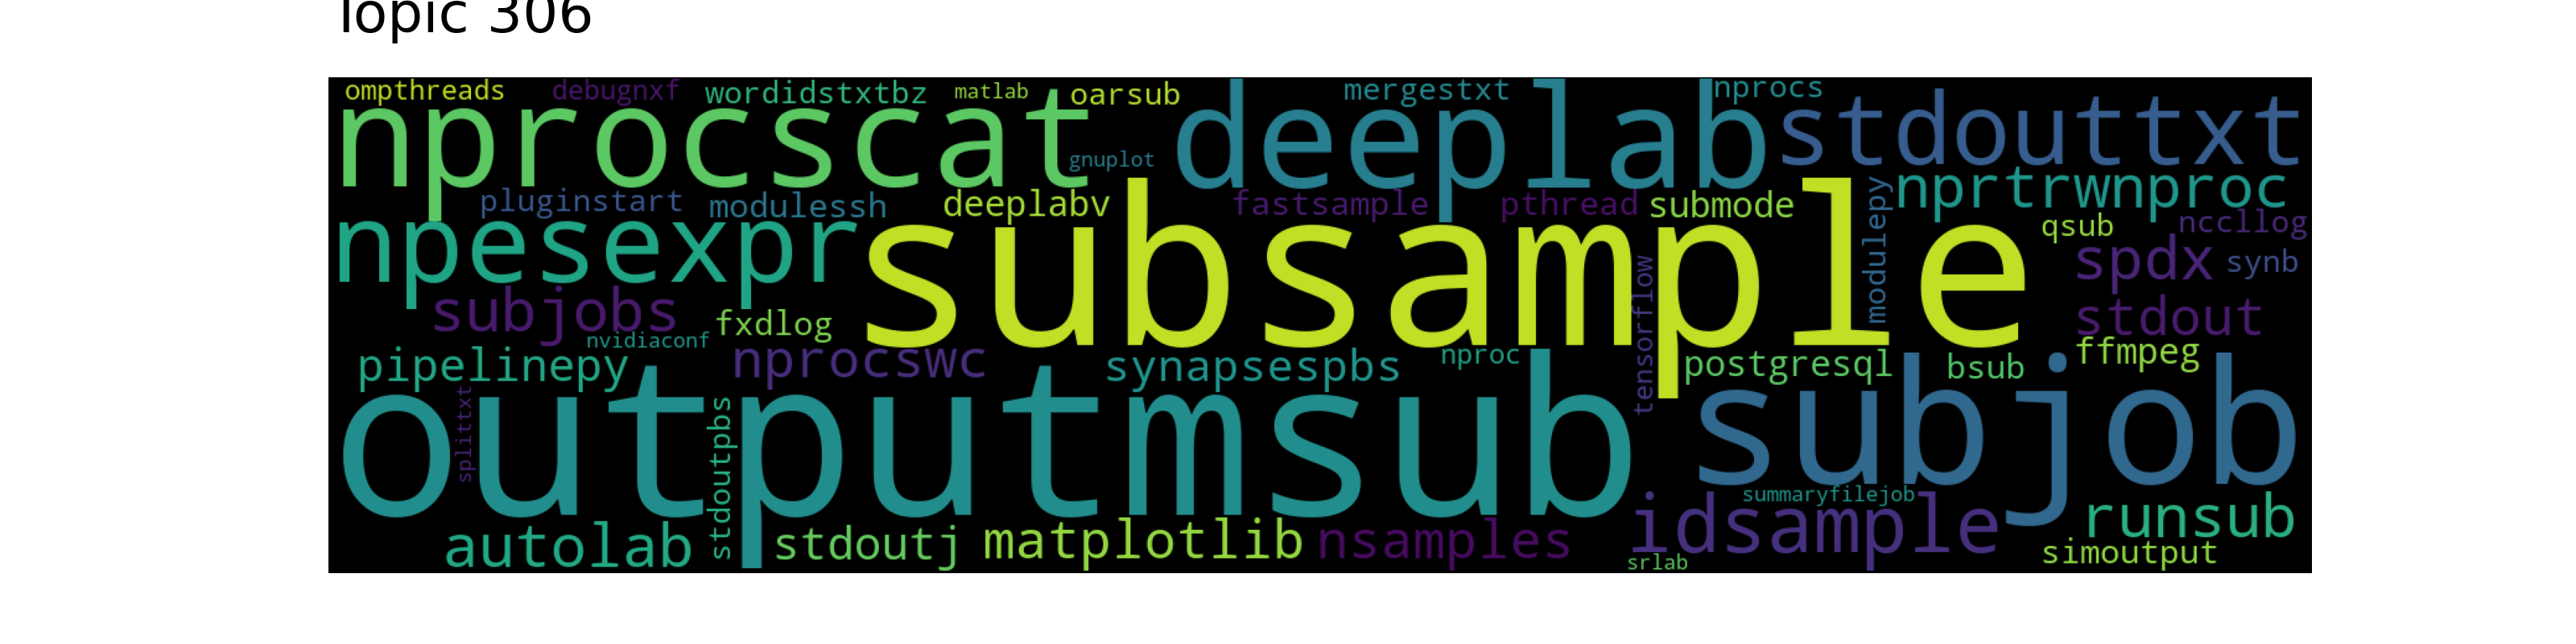 Topic 306
ompthreads debugnxf wordidstxtbz matlab oarsub mergestxt nprocs
nprocscat deeplab stdouttxt
gnuplot
pluginstart modulessh deeplabv fastsample pthread submode modulepy nprtrwnproc
npesexpr subsample qsub nccllog
spdx synb
subjobs fxdlog tensorflow stdout
nvidiaconf
pipelinepy nprocswc synapsespbs nproc postgresql bsub ffmpeg
outputmsub subjob
splittxt stdoutpbs
summaryfilejob
autolab stdoutj matplotlib nsamples idsample runsub
srlab simoutput